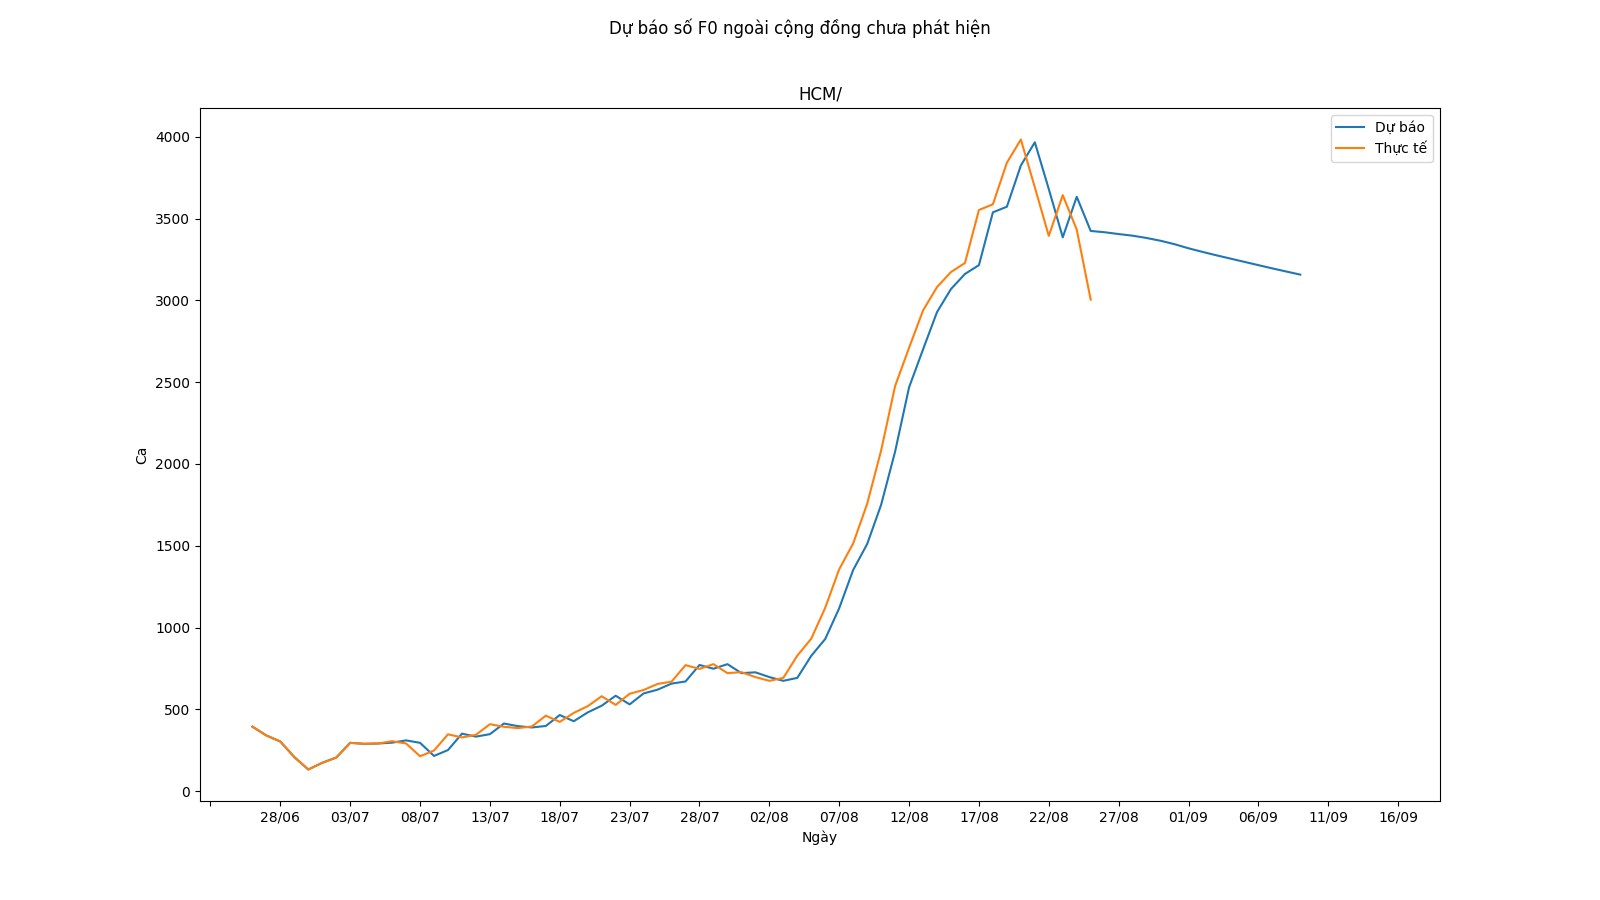 Dự báo số F0 ngoài cộng đồng chưa phát hiện
HCM/
Dự báo
Thực tế
4000
3500
3000
2500
2000
1500
1000
500
0
Ca
28/06 03/07 08/07 13/07 18/07 23/07 28/07 02/08 07/08 12/08 17/08 22/08 27/08 01/09 06/09 11/09 16/09
Ngày